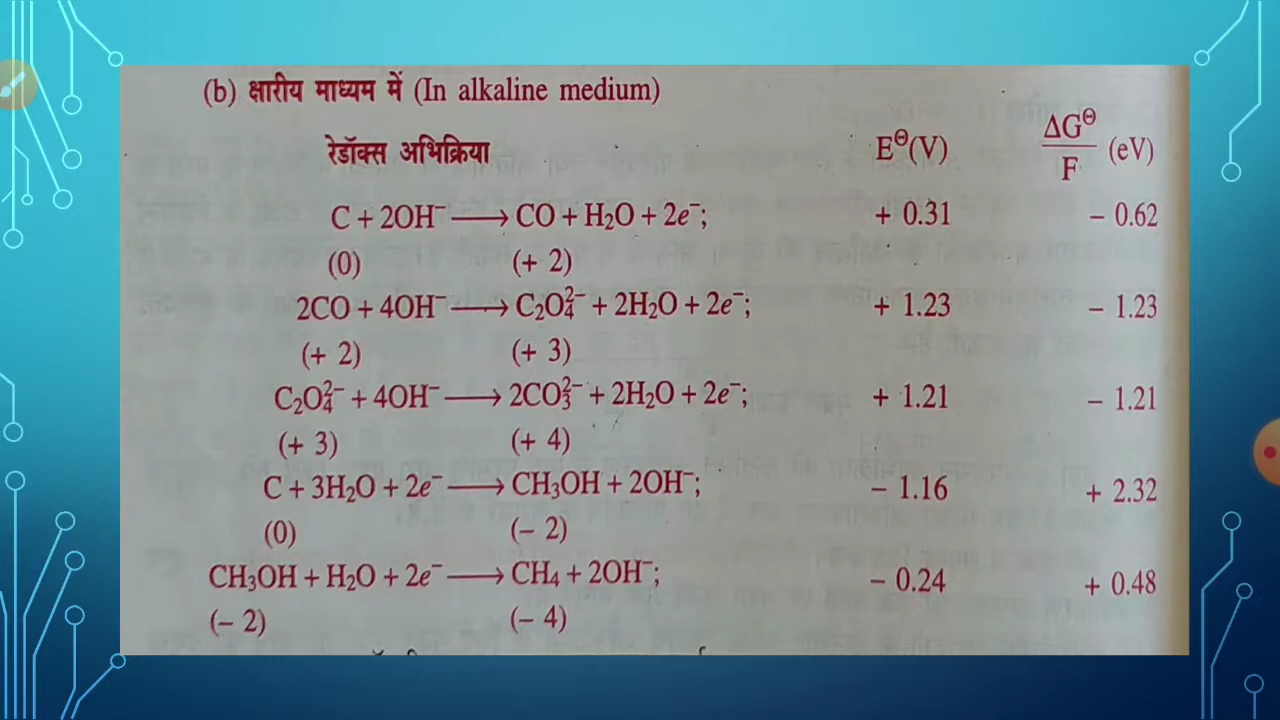 (b) क्षारीय माध्यम में (In alkaline medium)
रेडॉक्स अभिक्रिया E⊖(V) ΔG⊖/F (eV)
C + 2OH⁻ ⟶ CO + H₂O + 2e⁻; + 0.31 – 0.62
(0) (+ 2)
2CO + 4OH⁻ ⟶ C₂O₄²⁻ + 2H₂O + 2e⁻; + 1.23 – 1.23
(+ 2) (+ 3)
C₂O₄²⁻ + 4OH⁻ ⟶ 2CO₃²⁻ + 2H₂O + 2e⁻; + 1.21 – 1.21
(+ 3) (+ 4)
C + 3H₂O + 2e⁻ ⟶ CH₃OH + 2OH⁻; – 1.16 + 2.32
(0) (– 2)
CH₃OH + H₂O + 2e⁻ ⟶ CH₄ + 2OH⁻; – 0.24 + 0.48
(– 2) (– 4)